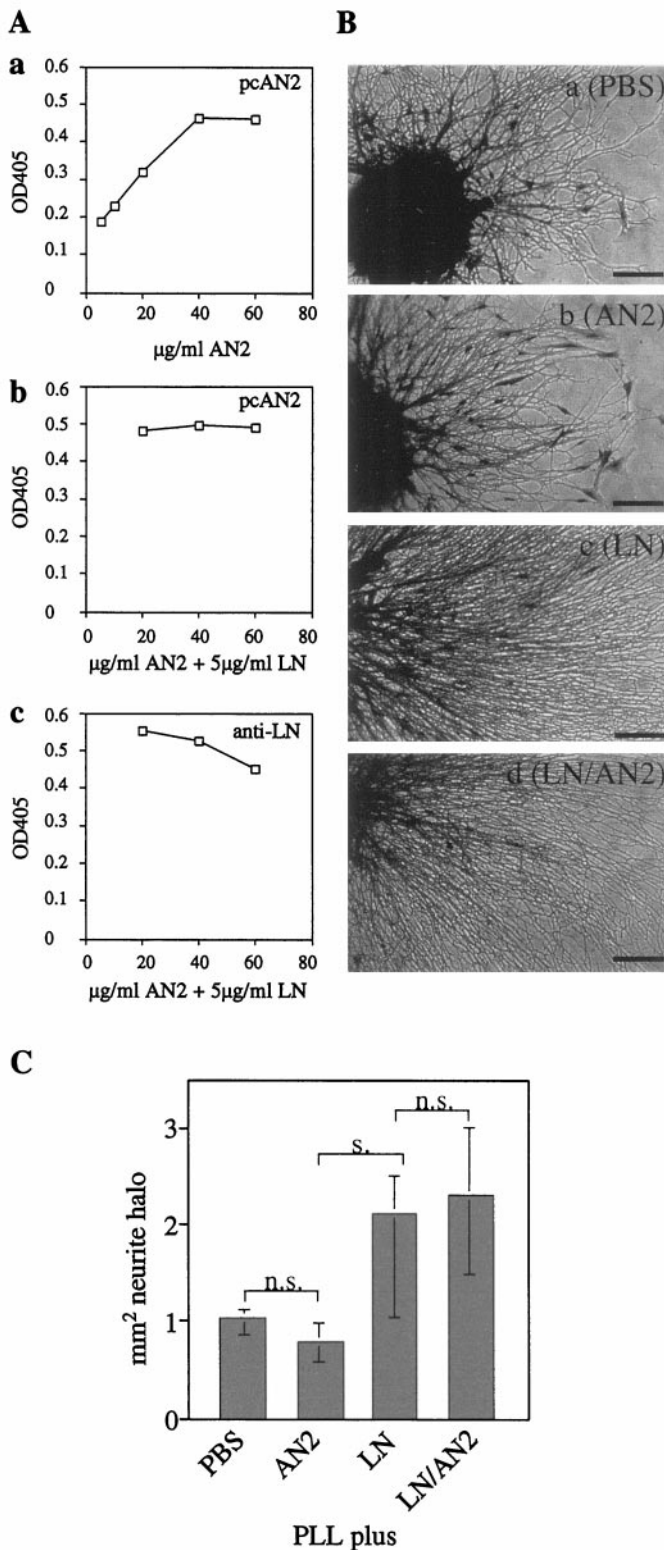 A
a
0.6
0.5
0.4
0.3
0.2
0.1
0
OD405
pcAN2
0 20 40 60 80
µg/ml AN2
b
0.6
0.5
0.4
0.3
0.2
0.1
0
OD405
pcAN2
0 20 40 60 80
µg/ml AN2 + 5µg/ml LN
c
0.6
0.5
0.4
0.3
0.2
0.1
0
OD405
anti-LN
0 20 40 60 80
µg/ml AN2 + 5µg/ml LN
B
a (PBS)
b (AN2)
c (LN)
d (LN/AN2)
C
mm² neurite halo
3
2
1
0
n.s.
s.
n.s.
PBS
AN2
LN
LN/AN2
PLL plus